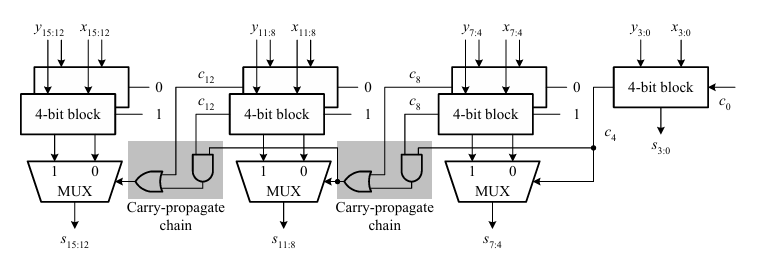 y15:12 x15:12 y11:8 x11:8 y7:4 x7:4 y3:0 x3:0
c12 0 c8 0 0
4-bit block 1 c12 4-bit block 1 c8 4-bit block 1 4-bit block c0
c4
s3:0
1 0 1 0 1 0
MUX MUX MUX
Carry-propagate Carry-propagate
chain chain
s15:12 s11:8 s7:4